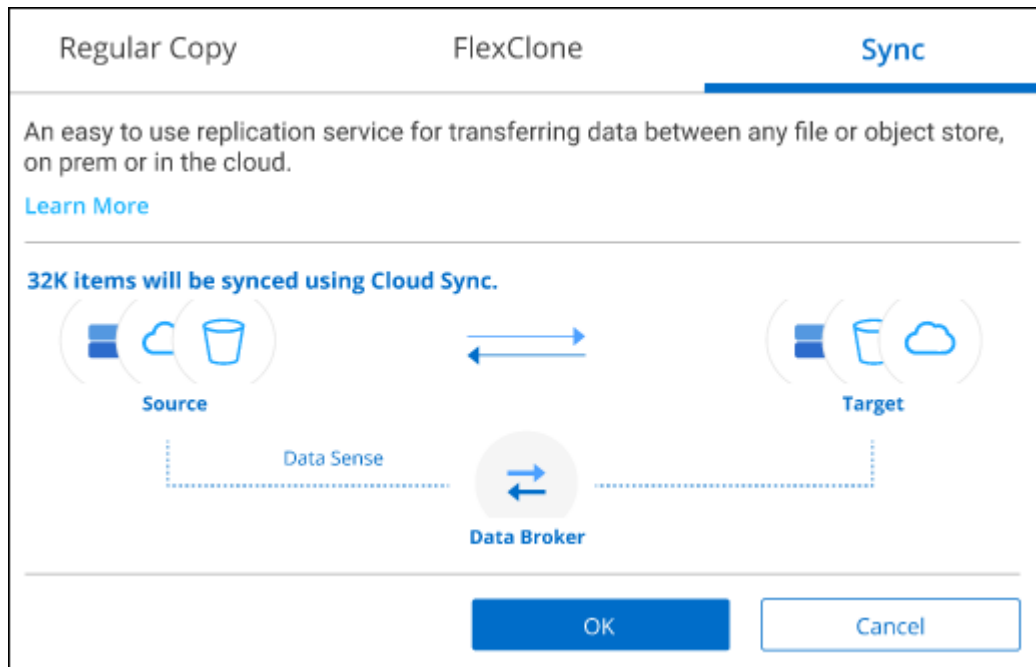 Regular Copy FlexClone Sync
An easy to use replication service for transferring data between any file or object store,
on prem or in the cloud.
Learn More
32K items will be synced using Cloud Sync.
Source Target
Data Sense
Data Broker
OK Cancel